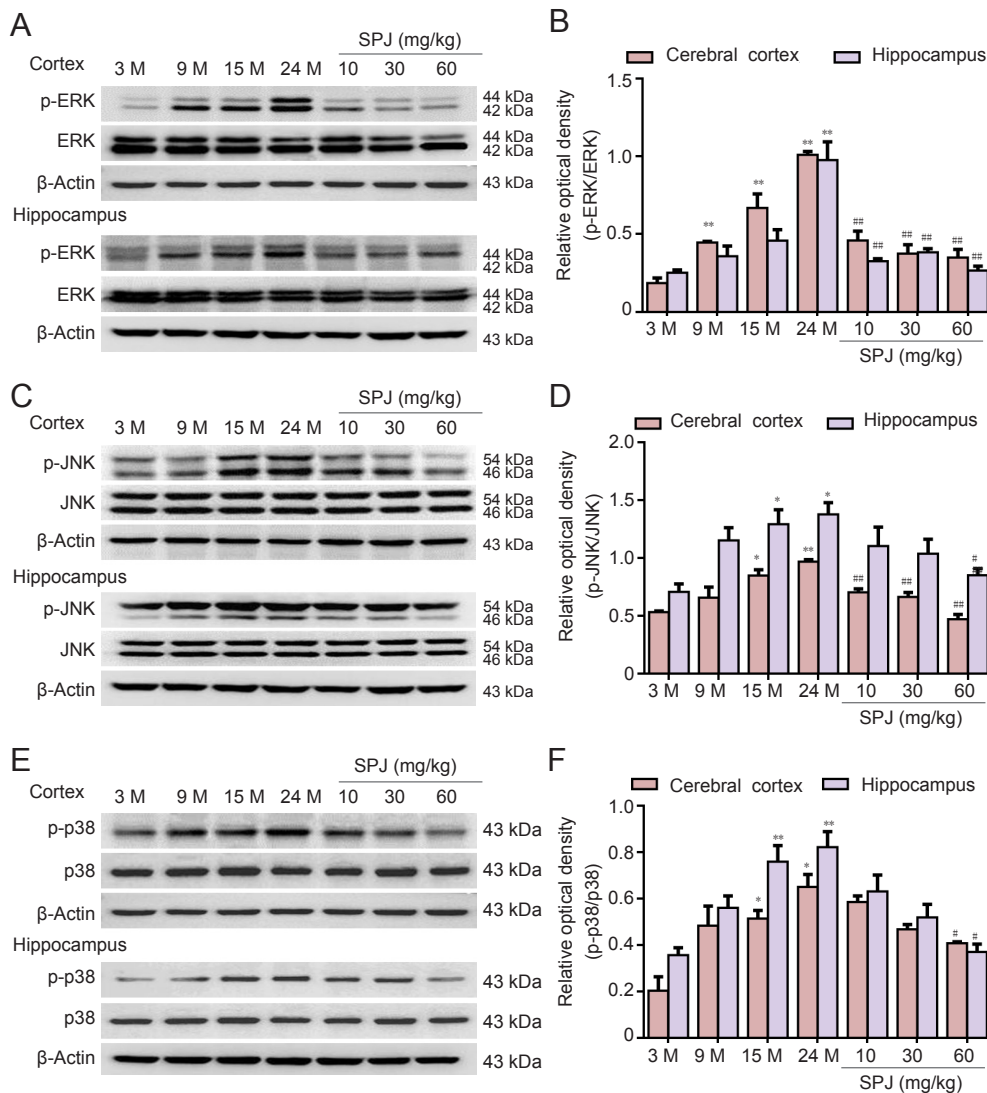 A
SPJ (mg/kg)
Cortex 3 M 9 M 15 M 24 M 10 30 60
p-ERK 44 kDa
42 kDa
ERK 44 kDa
42 kDa
β-Actin 43 kDa
Hippocampus
p-ERK 44 kDa
42 kDa
ERK 44 kDa
42 kDa
β-Actin 43 kDa
B
Cerebral cortex Hippocampus
Relative optical density
(p-ERK/ERK)
1.5
1.0
0.5
0
** ** ** ** ## ## ## ## ## ##
3 M 9 M 15 M 24 M 10 30 60
SPJ (mg/kg)
C
SPJ (mg/kg)
Cortex 3 M 9 M 15 M 24 M 10 30 60
p-JNK 54 kDa
46 kDa
JNK 54 kDa
46 kDa
β-Actin 43 kDa
Hippocampus
p-JNK 54 kDa
46 kDa
JNK 54 kDa
46 kDa
β-Actin 43 kDa
D
Cerebral cortex Hippocampus
Relative optical density
(p-JNK/JNK)
2.0
1.5
1.0
0.5
0
* * ** * ## ## ## #
3 M 9 M 15 M 24 M 10 30 60
SPJ (mg/kg)
E
SPJ (mg/kg)
Cortex 3 M 9 M 15 M 24 M 10 30 60
p-p38 43 kDa
p38 43 kDa
β-Actin 43 kDa
Hippocampus
p-p38 43 kDa
p38 43 kDa
β-Actin 43 kDa
F
Cerebral cortex Hippocampus
Relative optical density
(p-p38/p38)
1.0
0.8
0.6
0.4
0.2
0
* ** * ** # #
3 M 9 M 15 M 24 M 10 30 60
SPJ (mg/kg)